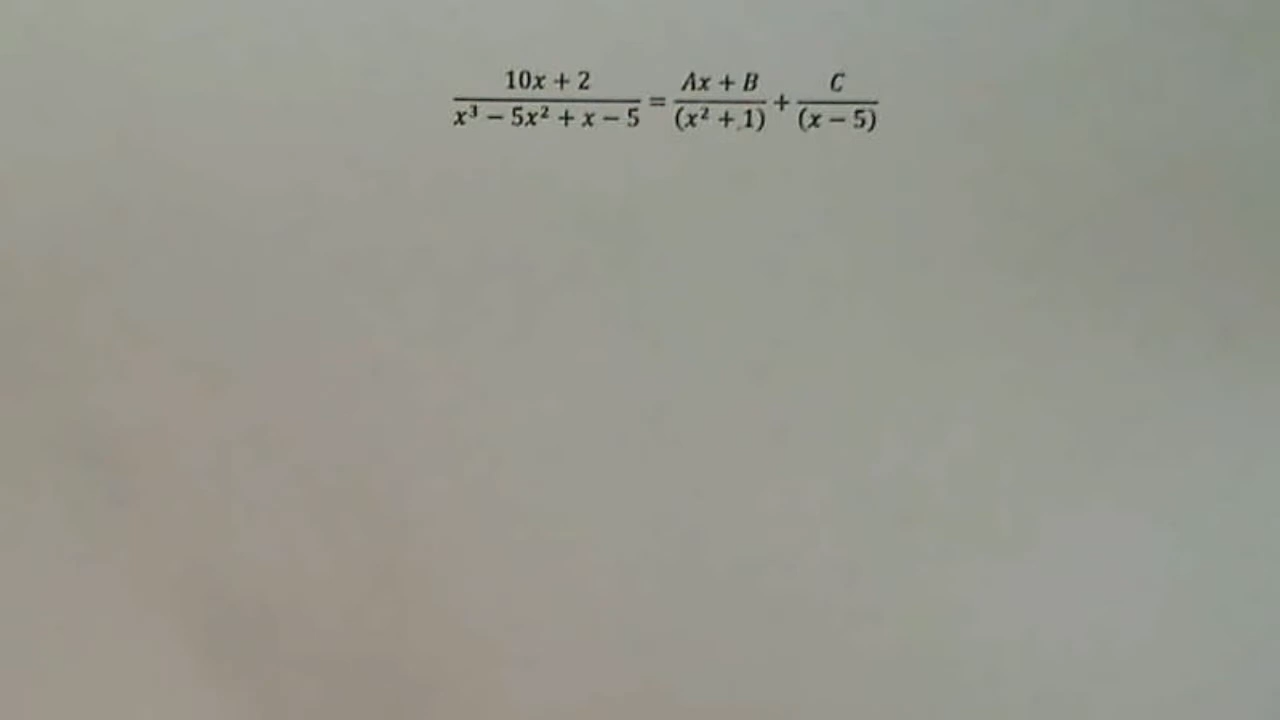 (10x + 2)/(x³ − 5x² + x − 5) = (Ax + B)/((x² + 1)) + C/((x − 5))